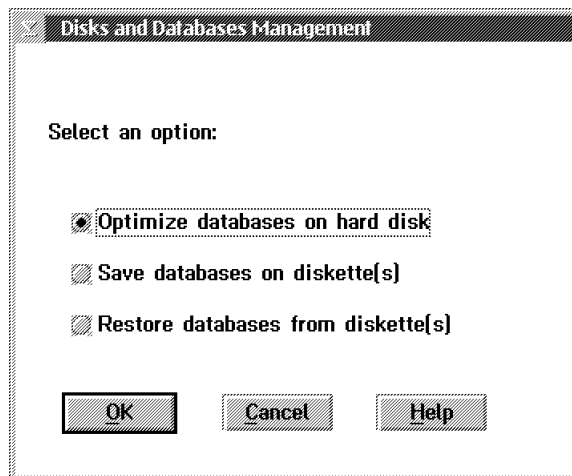 Disks and Databases Management
Select an option:
Optimize databases on hard disk
Save databases on diskette(s)
Restore databases from diskette(s)
OK Cancel Help